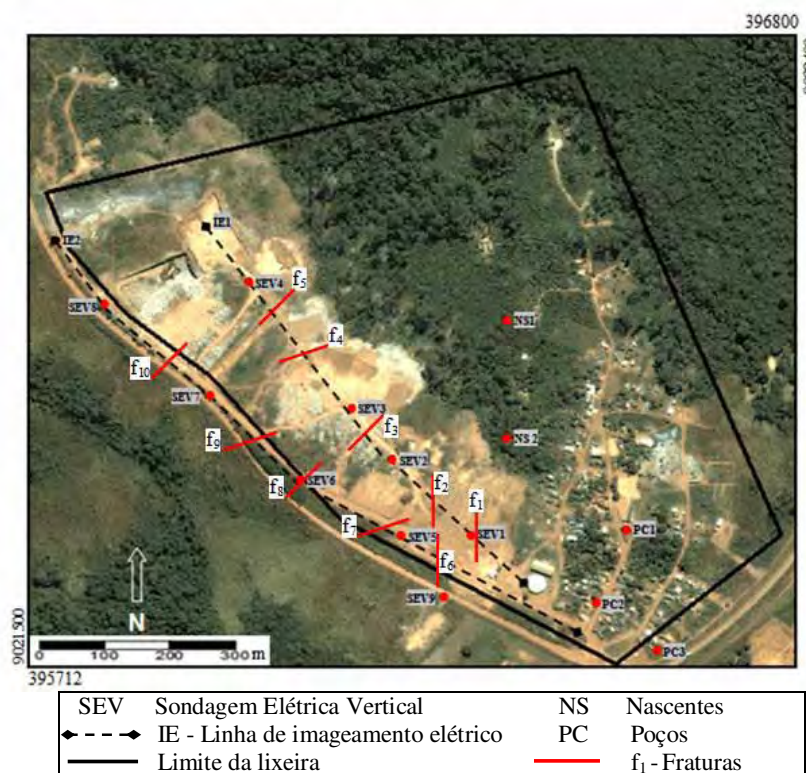 396800
IE1
IE2
SEV4
f5
SEV8
NS1
f4
f10
SEV7
SEV3
f3
f9
NS 2
SEV2
f8
SEV6
f2
f1
f7
SEV5
SEV1
PC1
f6
N
SEV9
PC2
9021900
0 100 200 300 m
PC3
395712
SEV Sondagem Elétrica Vertical NS Nascentes
IE - Linha de imageamento elétrico PC Poços
Limite da lixeira f1 - Fraturas